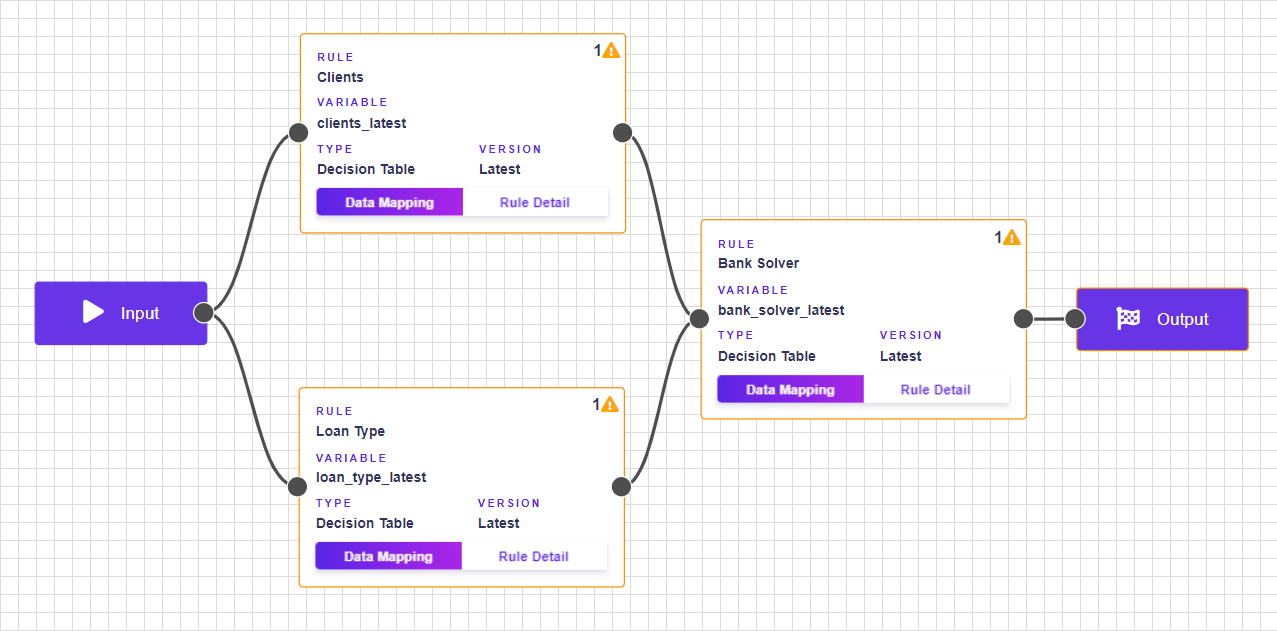 1
RULE
Clients
VARIABLE
clients_latest
TYPE VERSION
Decision Table Latest
Data Mapping Rule Detail
Input
1
RULE
Loan Type
VARIABLE
loan_type_latest
TYPE VERSION
Decision Table Latest
Data Mapping Rule Detail
1
RULE
Bank Solver
VARIABLE
bank_solver_latest
TYPE VERSION
Decision Table Latest
Data Mapping Rule Detail
Output